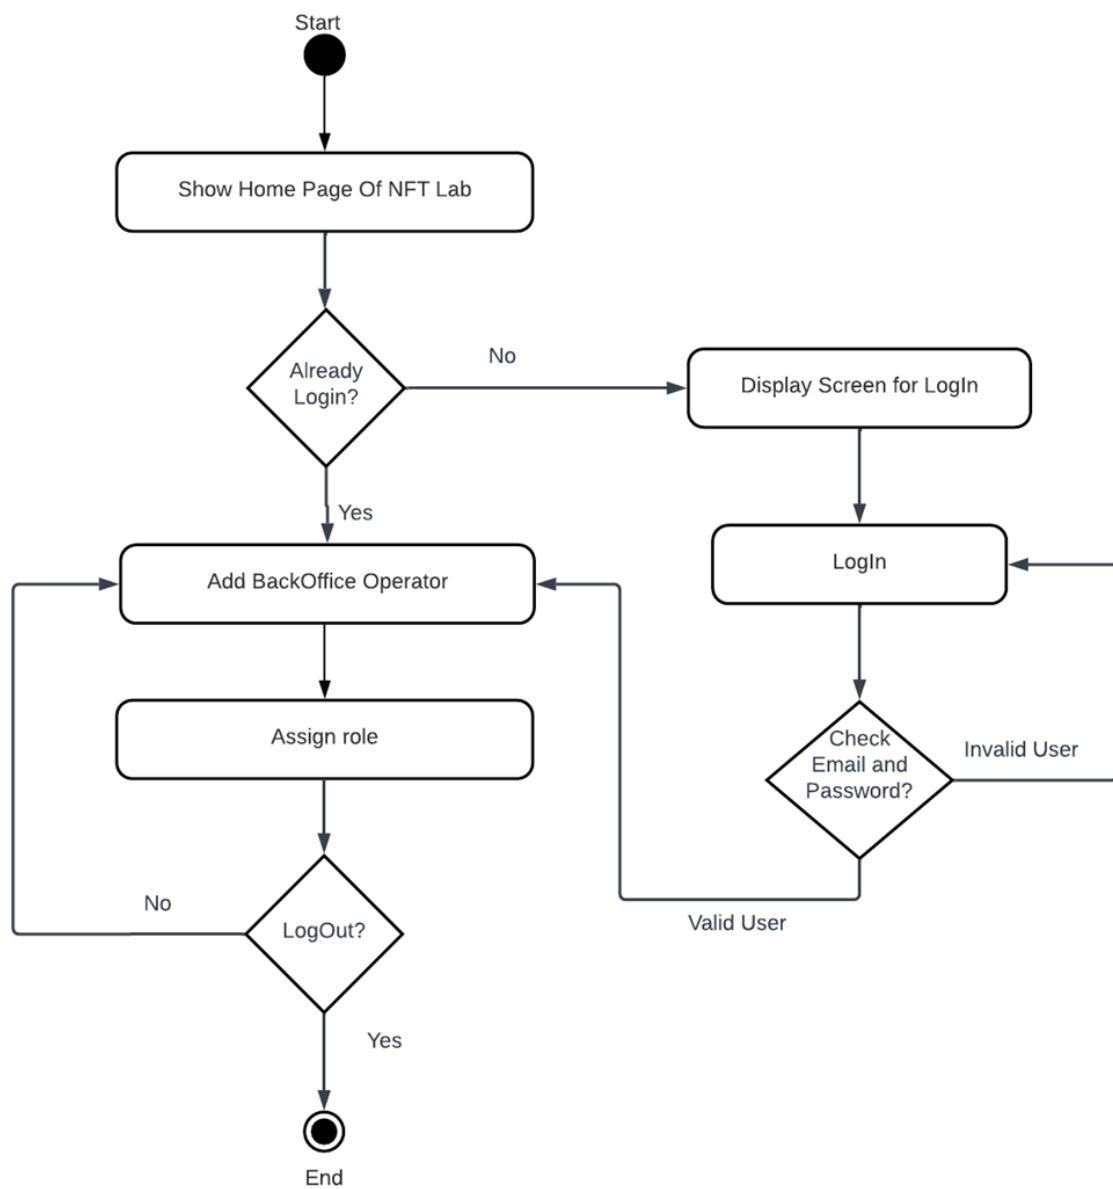 Start
Show Home Page Of NFT Lab
Already
Login?
No
Display Screen for LogIn
Yes
Add BackOffice Operator
LogIn
Assign role
Check
Email and
Password?
Invalid User
No
LogOut?
Valid User
Yes
End